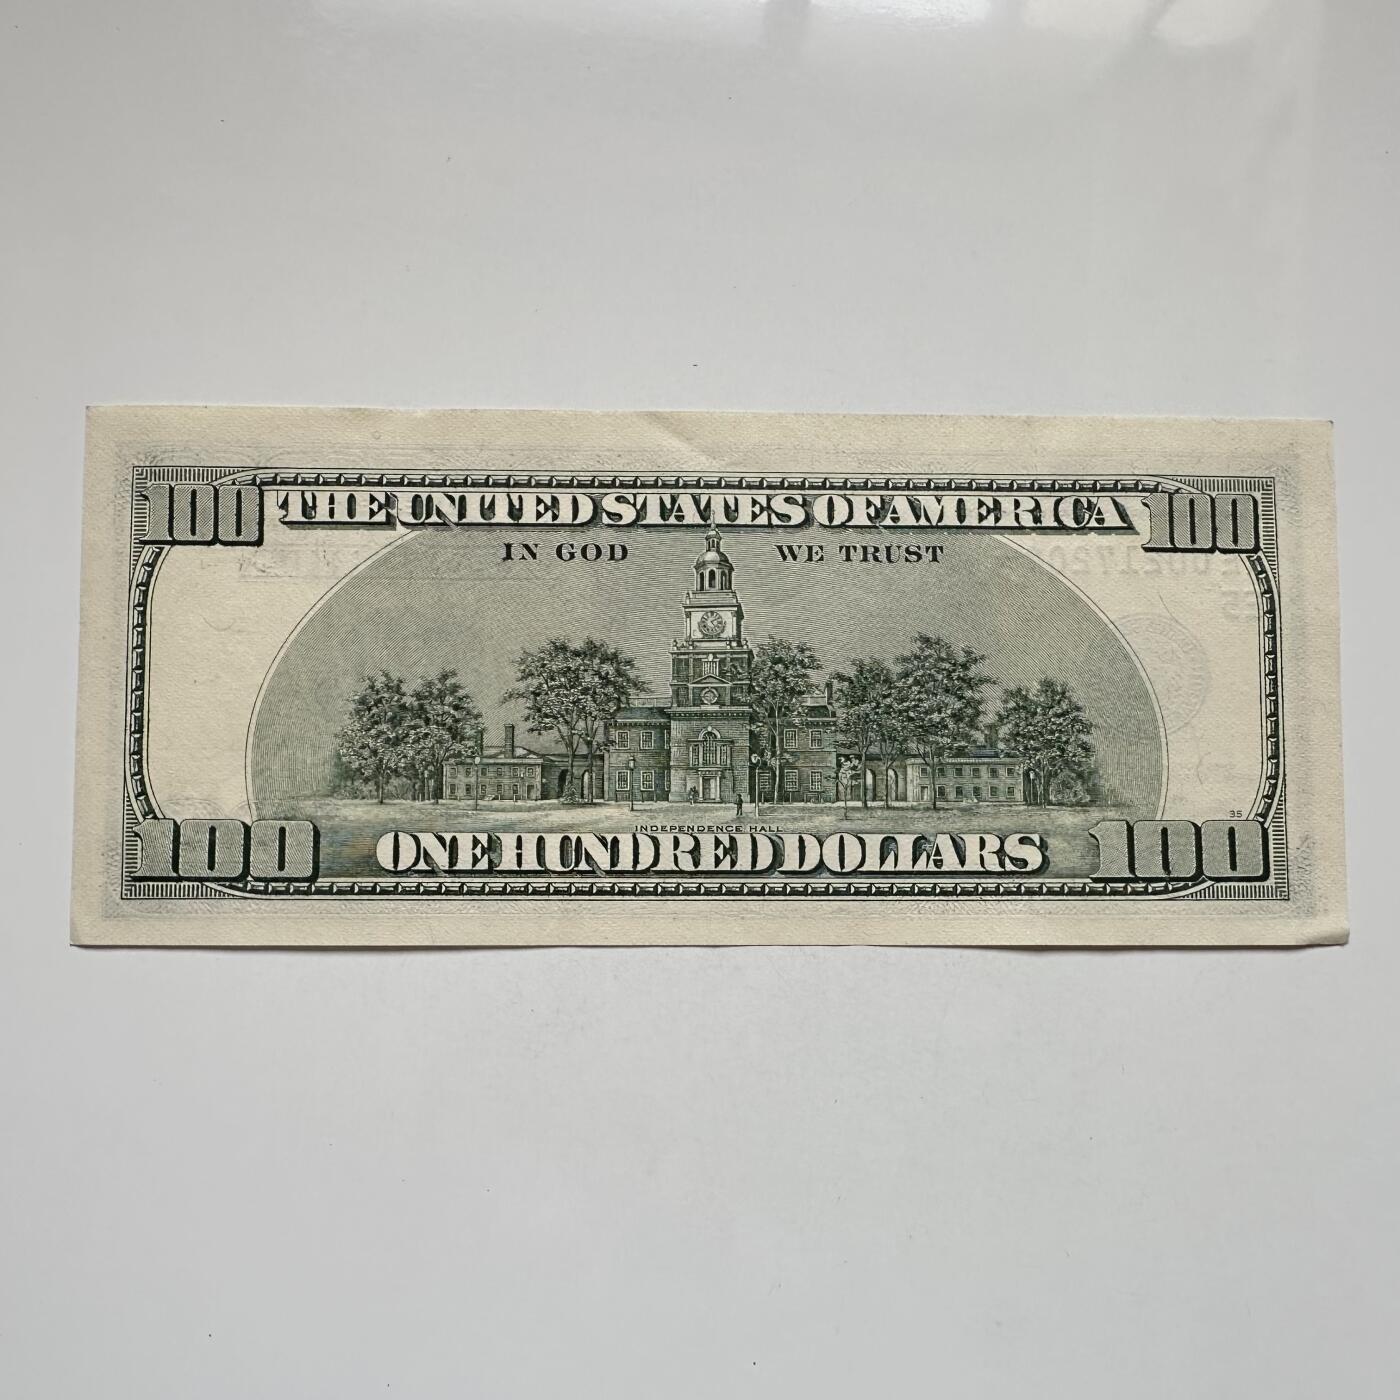 100 THE UNITED STATES OF AMERICA 100
IN GOD WE TRUST
35
INDEPENDENCE HALL
100 ONE HUNDRED DOLLARS 100